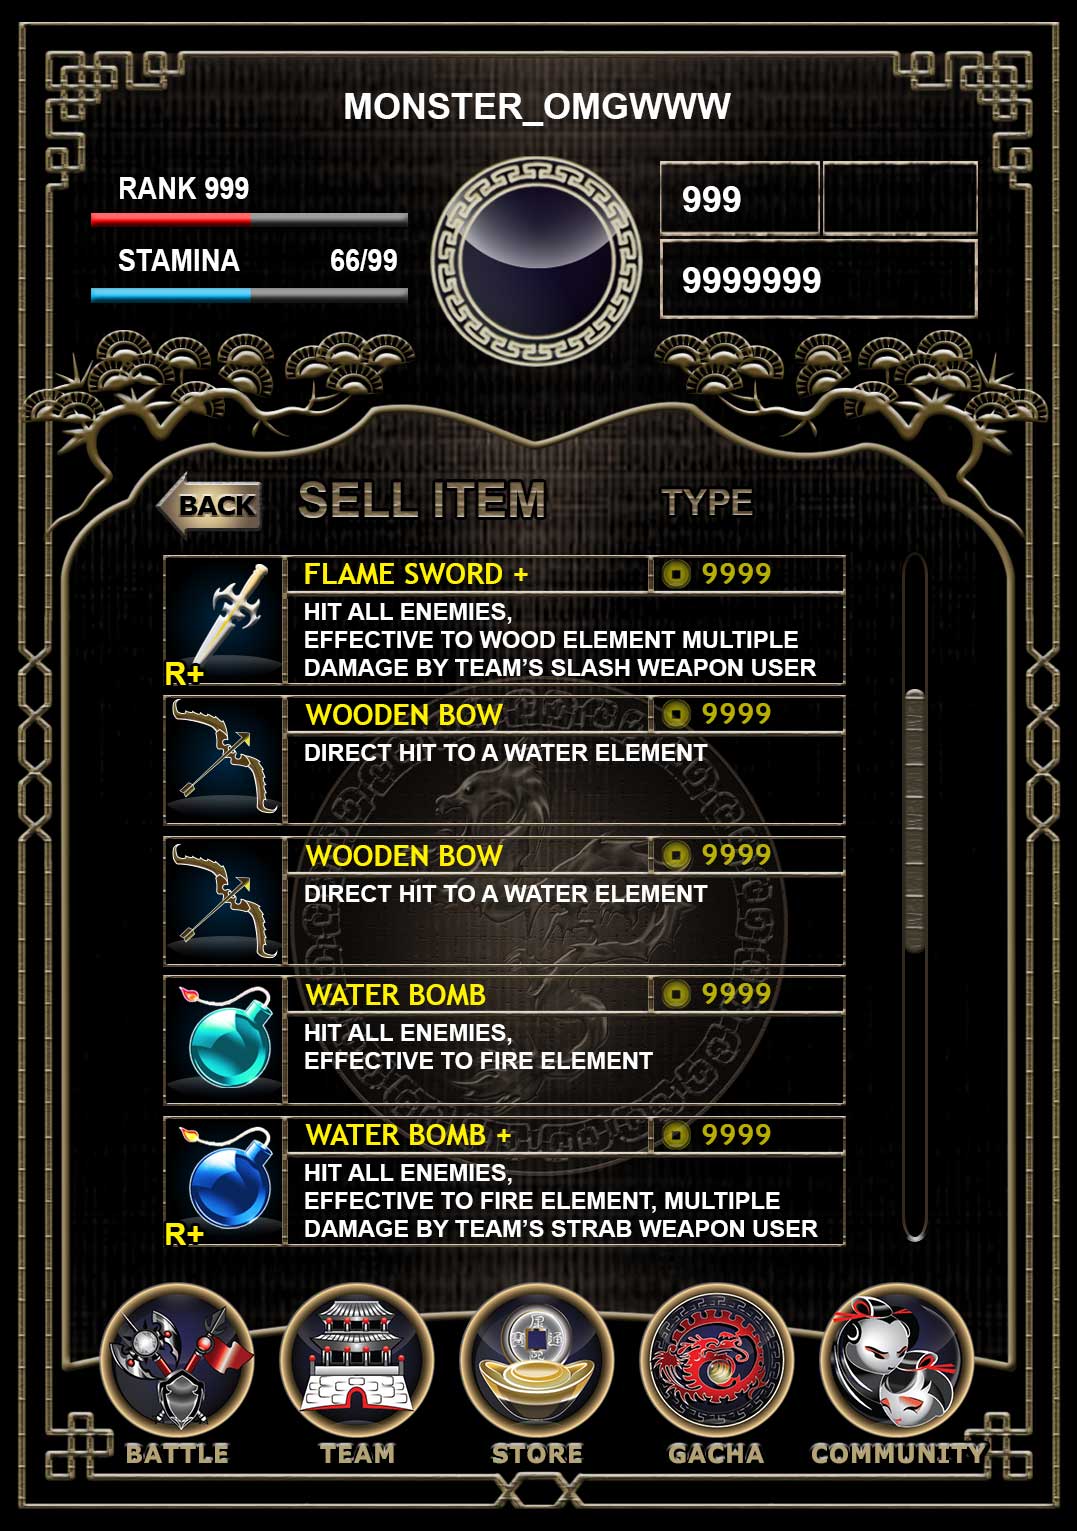 MONSTER_OMGWWW
RANK 999
999
STAMINA 66/99
9999999
BACK
SELL ITEM
TYPE
FLAME SWORD + 9999
HIT ALL ENEMIES,
EFFECTIVE TO WOOD ELEMENT MULTIPLE
DAMAGE BY TEAM’S SLASH WEAPON USER
R+
WOODEN BOW 9999
DIRECT HIT TO A WATER ELEMENT
WOODEN BOW 9999
DIRECT HIT TO A WATER ELEMENT
WATER BOMB 9999
HIT ALL ENEMIES,
EFFECTIVE TO FIRE ELEMENT
WATER BOMB + 9999
HIT ALL ENEMIES,
EFFECTIVE TO FIRE ELEMENT, MULTIPLE
DAMAGE BY TEAM’S STRAB WEAPON USER
R+
BATTLE
TEAM
STORE
GACHA
COMMUNITY